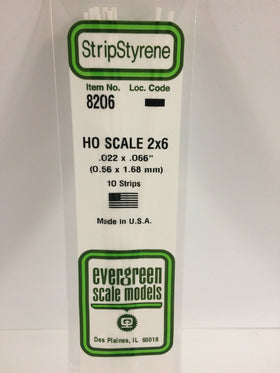 StripStyrene
Item No. Loc. Code
8206
HO SCALE 2x6
.022 x .066"
(0.56 x 1.68 mm)
10 Strips
Made in U.S.A.
evergreen
scale models
Des Plaines, IL 60018